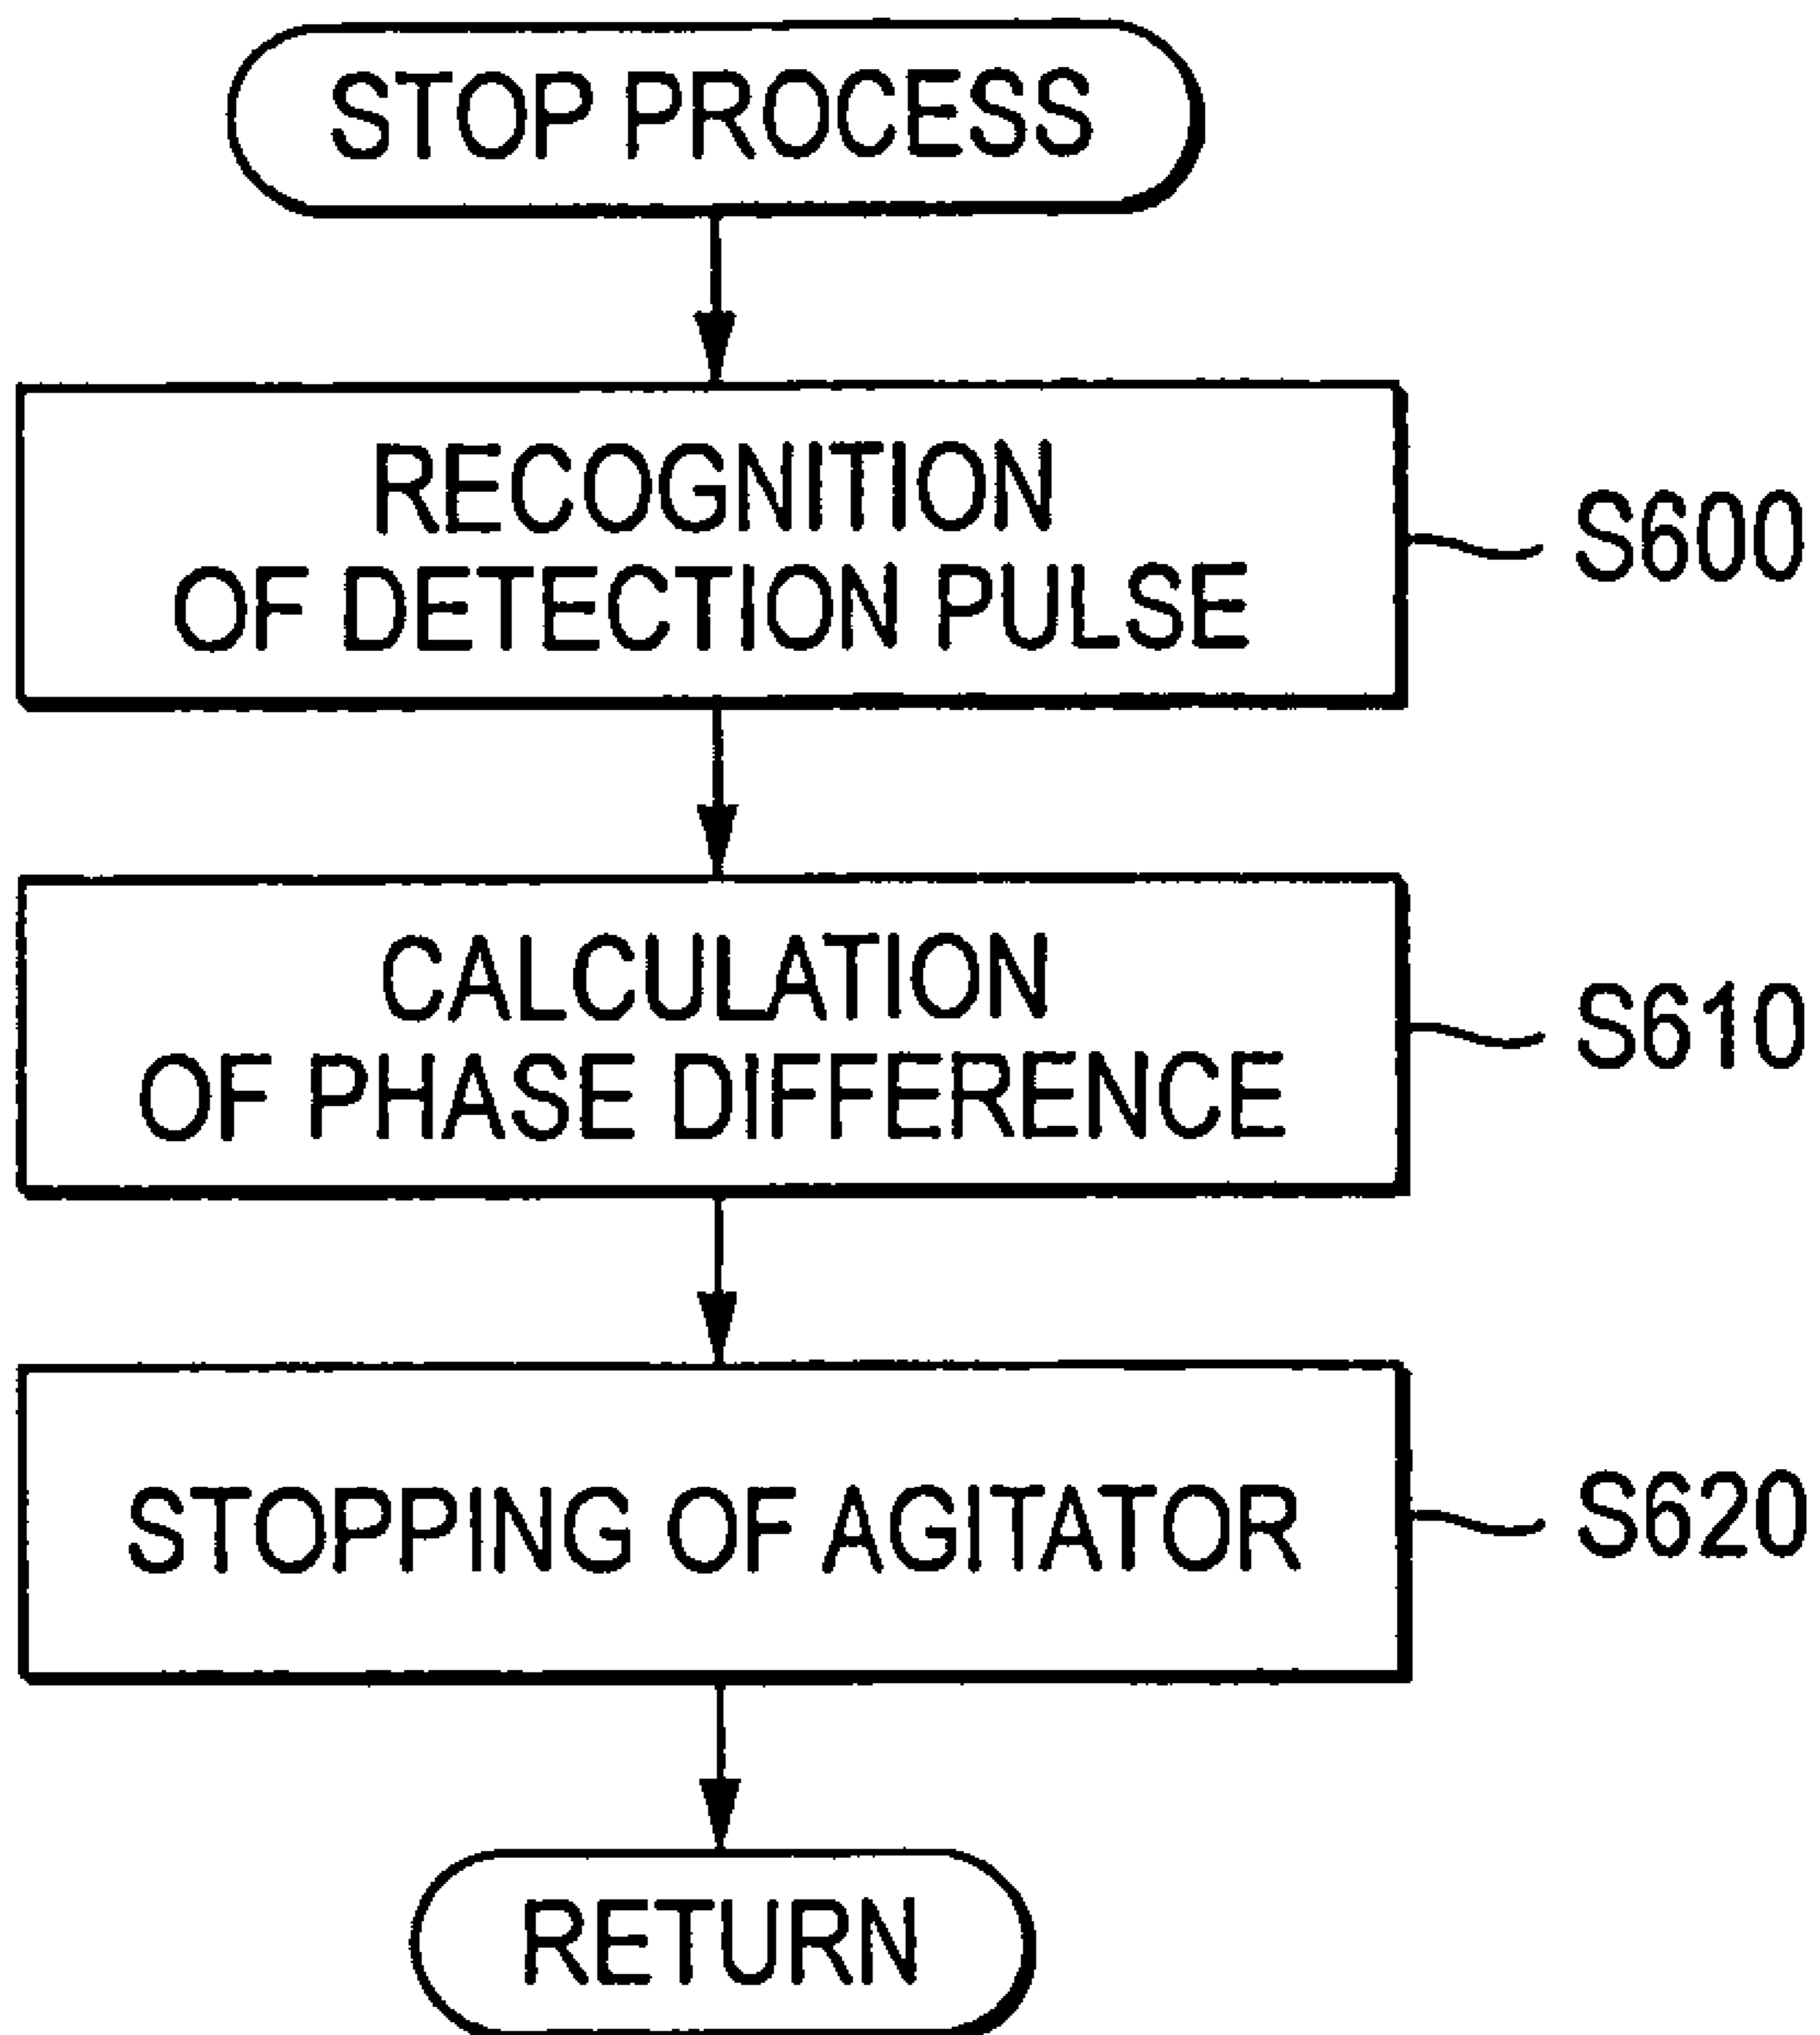 STOP PROCESS
RECOGNITION
OF DETECTION PULSE
S600
CALCULATION
OF PHASE DIFFERENCE
S610
STOPPING OF AGITATOR
S620
RETURN